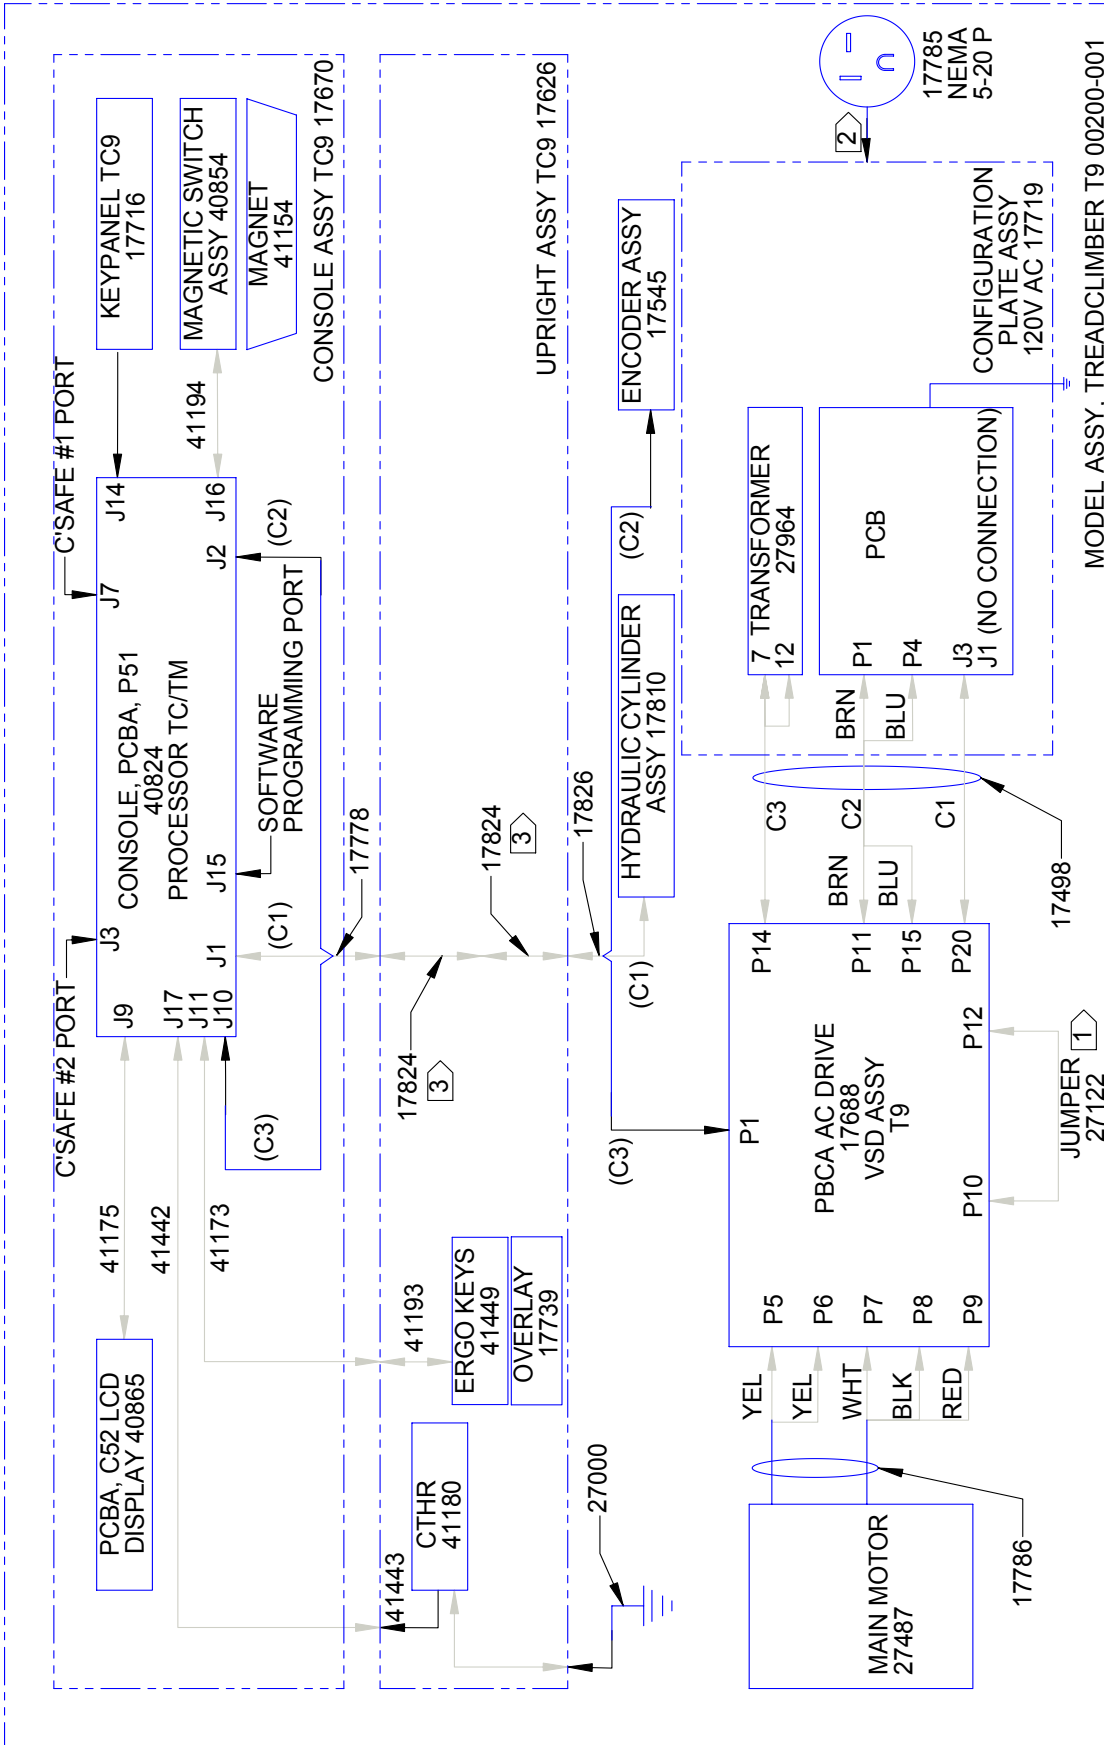 C'SAFE #2 PORT
C'SAFE #1 PORT
PCBA, C52 LCD
DISPLAY 40865
41175
41442
41173
J9
J3
J7
J14
J17
J11
J10
J1
J15
J2
J16
CONSOLE, PCBA, P51
40824
PROCESSOR TC/TM
SOFTWARE
PROGRAMMING PORT
(C3)
(C1)
(C2)
41194
KEYPANEL TC9
17716
MAGNETIC SWITCH
ASSY 40854
MAGNET
41154
CONSOLE ASSY TC9 17670
17778
41443
CTHR
41180
41193
ERGO KEYS
41449
OVERLAY
17739
17824
3
17824
3
UPRIGHT ASSY TC9 17626
27000
17826
(C3)
(C1)
(C2)
HYDRAULIC CYLINDER
ASSY 17810
ENCODER ASSY
17545
MAIN MOTOR
27487
17786
YEL
YEL
WHT
BLK
RED
P5
P6
P7
P8
P9
P1
PBCA AC DRIVE
17688
VSD ASSY
T9
P14
P11
P15
P20
P10
P12
JUMPER
27122
1
C3
C2
C1
BRN
BLU
BRN
BLU
17498
7 TRANSFORMER
12 27964
P1
P4
PCB
J3
J1 (NO CONNECTION)
CONFIGURATION
PLATE ASSY
120V AC 17719
2
17785
NEMA
5-20 P
MODEL ASSY, TREADCLIMBER T9 00200-001